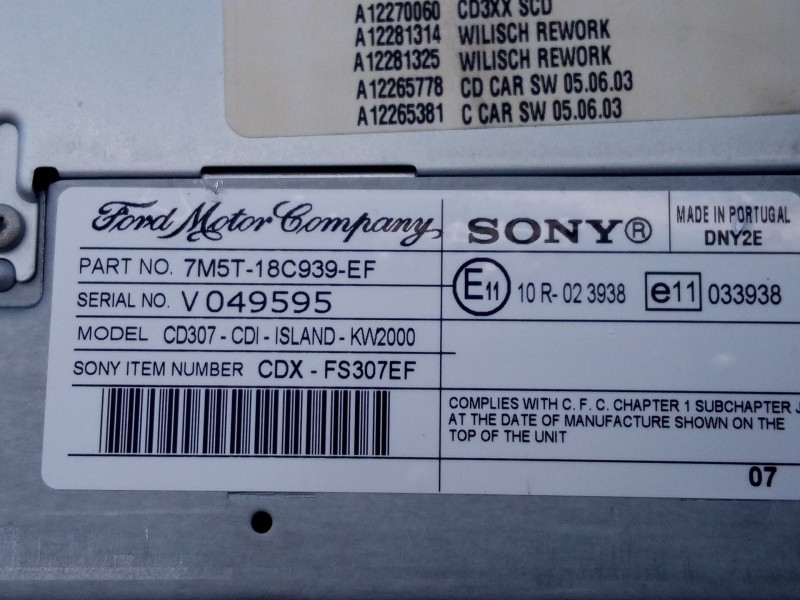 A12270060 CD3XX SCD
A12281314 WILISCH REWORK
A12281325 WILISCH REWORK
A12265778 CD CAR SW 05.06.03
A12265381 C CAR SW 05.06.03
Ford Motor Company,
SONY®
MADE IN PORTUGAL
DNY2E
PART NO. 7M5T-18C939-EF
SERIAL NO. V 049595
E11 10 R- 02 3938 e11 033938
MODEL CD307 - CDI - ISLAND - KW2000
SONY ITEM NUMBER CDX - FS307EF
COMPLIES WITH C. F. C. CHAPTER 1 SUBCHAPTER J
AT THE DATE OF MANUFACTURE SHOWN ON THE
TOP OF THE UNIT
07